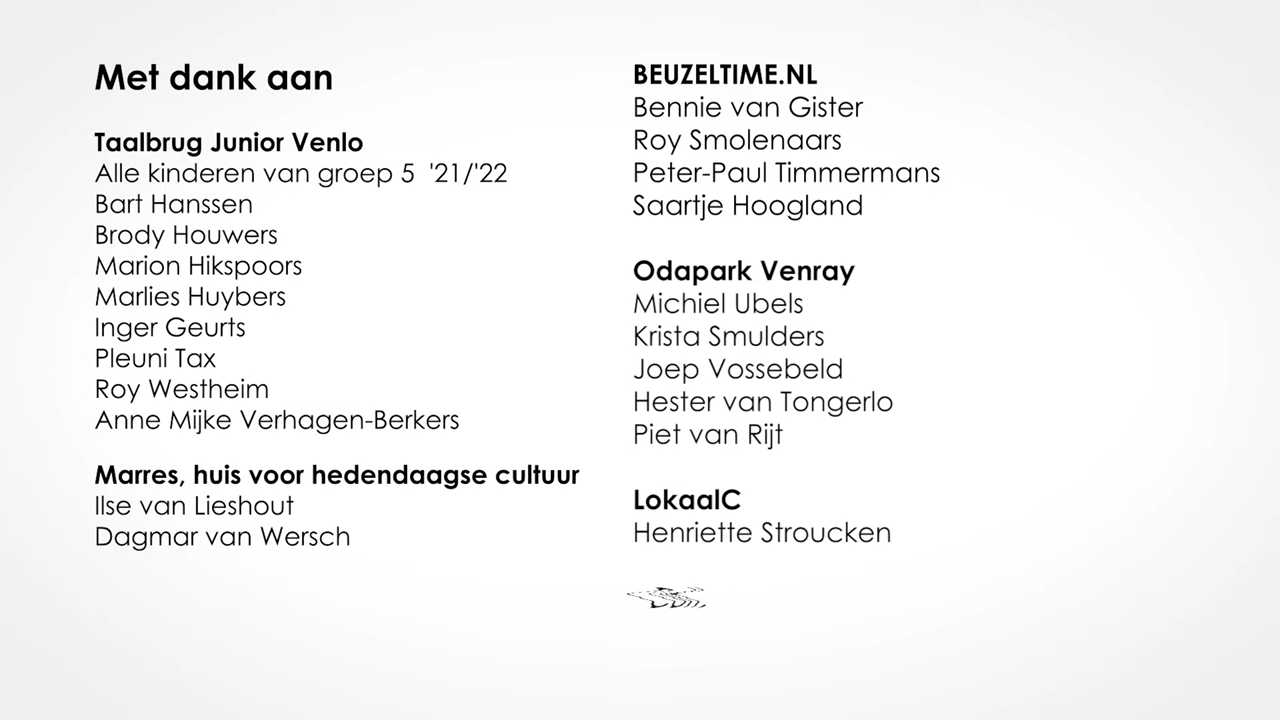 Met dank aan
Taalbrug Junior Venlo
Alle kinderen van groep 5 '21/'22
Bart Hanssen
Brody Houwers
Marion Hikspoors
Marlies Huybers
Inger Geurts
Pleuni Tax
Roy Westheim
Anne Mijke Verhagen-Berkers
Marres, huis voor hedendaagse cultuur
Ilse van Lieshout
Dagmar van Wersch
BEUZELTIME.NL
Bennie van Gister
Roy Smolenaars
Peter-Paul Timmermans
Saartje Hoogland
Odapark Venray
Michiel Ubels
Krista Smulders
Joep Vossebeld
Hester van Tongerlo
Piet van Rijt
LokaalC
Henriette Stroucken